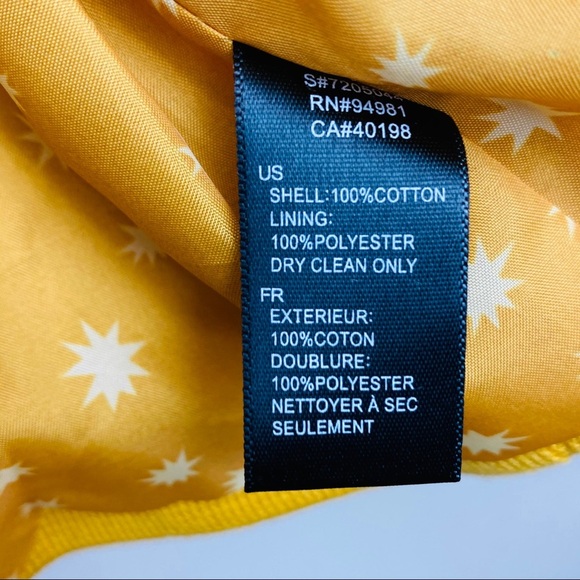 RN#94981
CA#40198
US
SHELL:100%COTTON
LINING:
100%POLYESTER
DRY CLEAN ONLY
FR
EXTERIEUR:
100%COTON
DOUBLURE:
100%POLYESTER
NETTOYER À SEC
SEULEMENT